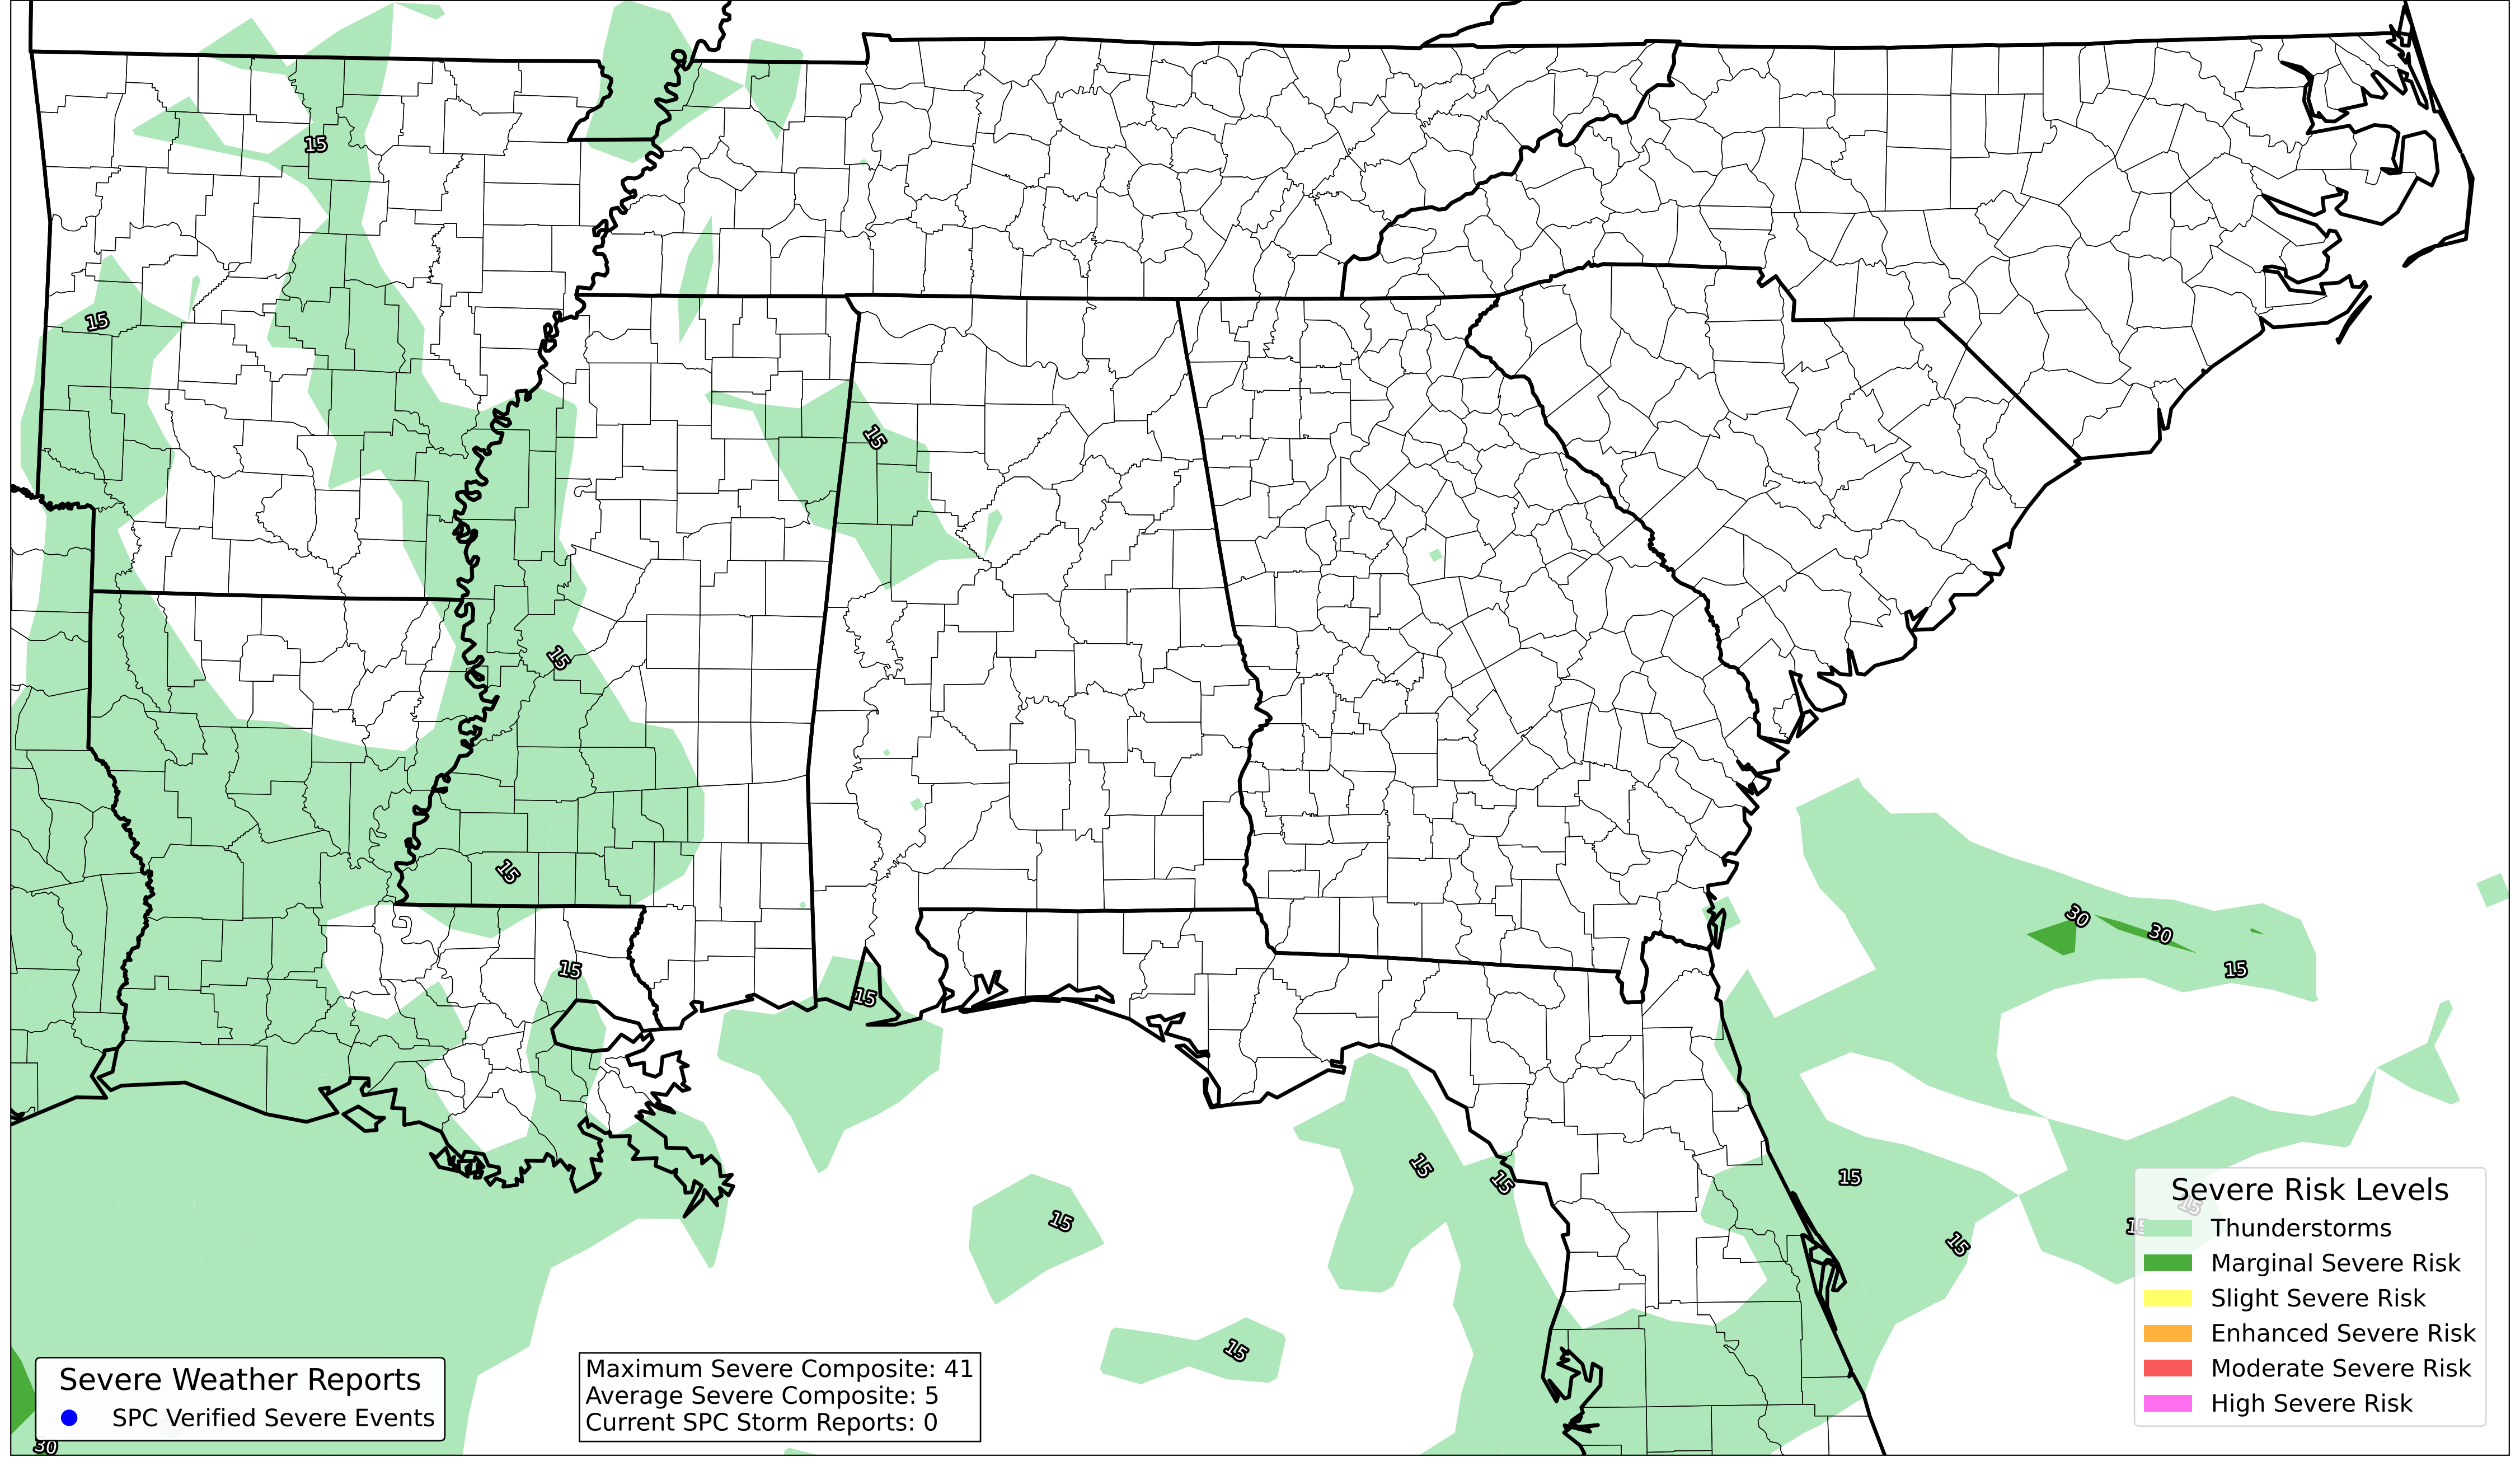 15
15
15
15
15
15
15
30
30
15
15
15
15
15
15
15
15
15
30
Severe Risk Levels
Thunderstorms
Marginal Severe Risk
Slight Severe Risk
Enhanced Severe Risk
Moderate Severe Risk
High Severe Risk
Severe Weather Reports
SPC Verified Severe Events
Maximum Severe Composite: 41
Average Severe Composite: 5
Current SPC Storm Reports: 0